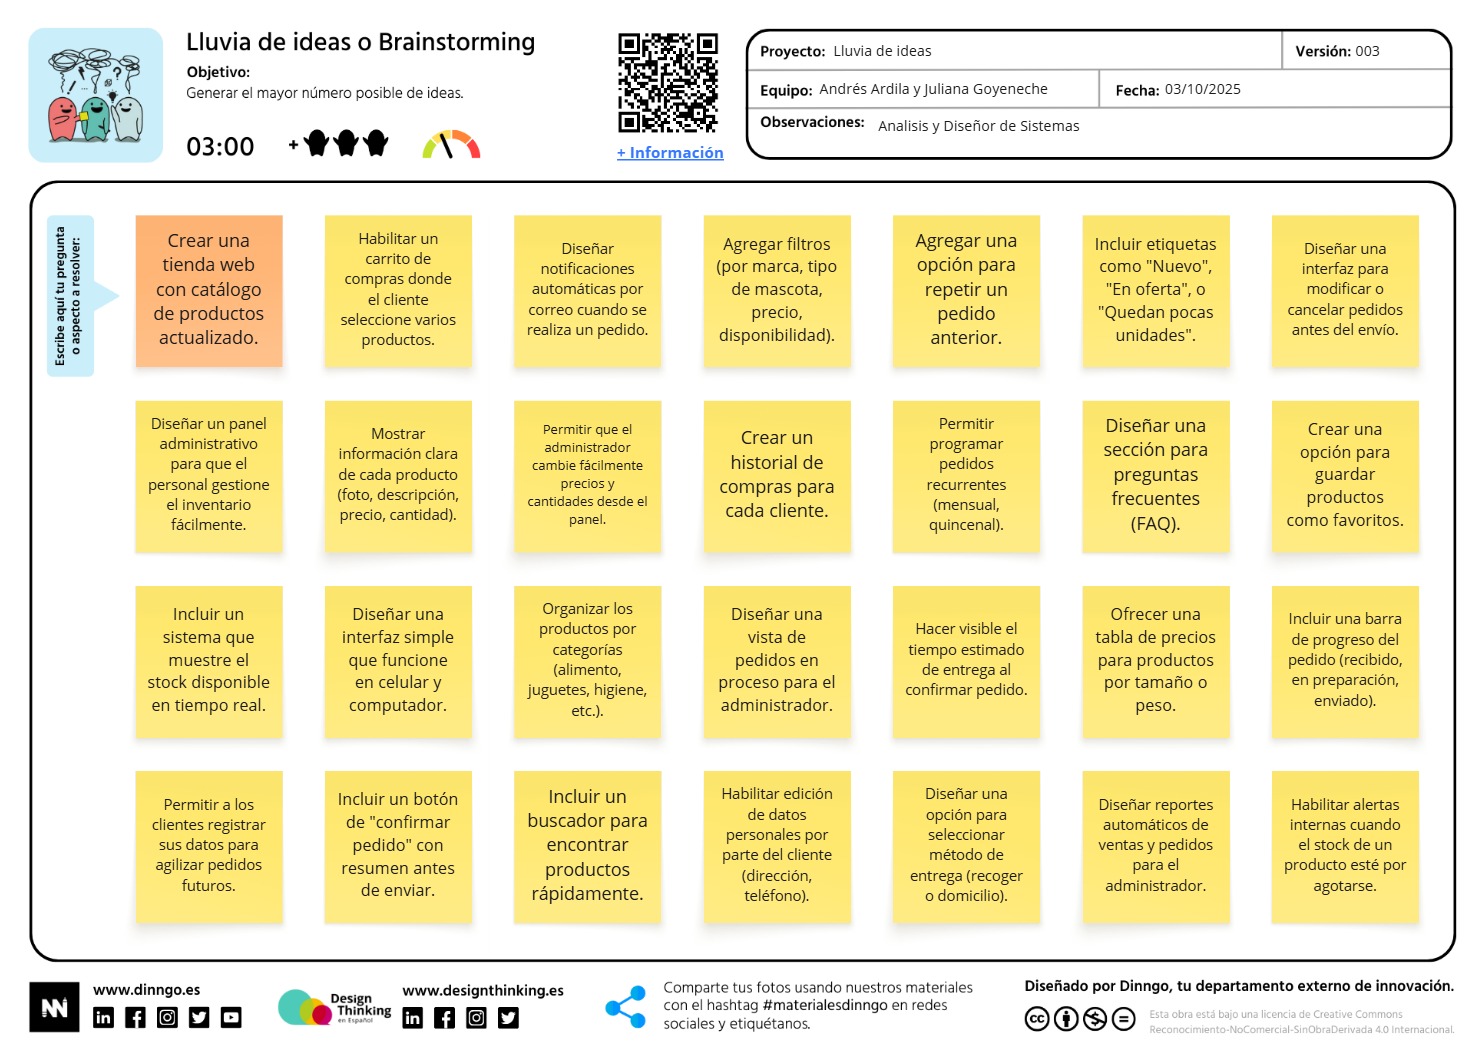 Lluvia de ideas o Brainstorming
Objetivo:
Generar el mayor número posible de ideas.
03:00
+
+ Información
Proyecto: Lluvia de ideas
Versión: 003
Equipo: Andrés Ardila y Juliana Goyeneche
Fecha: 03/10/2025
Observaciones: Analisis y Diseñor de Sistemas
Escribe aquí tu pregunta
o aspecto a resolver:
Crear una
tienda web
con catálogo
de productos
actualizado.
Habilitar un
carrito de
compras donde
el cliente
seleccione varios
productos.
Diseñar
notificaciones
automáticas por
correo cuando se
realiza un pedido.
Agregar filtros
(por marca, tipo
de mascota,
precio,
disponibilidad).
Agregar una
opción para
repetir un
pedido
anterior.
Incluir etiquetas
como "Nuevo",
"En oferta", o
"Quedan pocas
unidades".
Diseñar una
interfaz para
modificar o
cancelar pedidos
antes del envío.
Diseñar un panel
administrativo
para que el
personal gestione
el inventario
fácilmente.
Mostrar
información clara
de cada producto
(foto, descripción,
precio, cantidad).
Permitir que el
administrador
cambie fácilmente
precios y
cantidades desde el
panel.
Crear un
historial de
compras para
cada cliente.
Permitir
programar
pedidos
recurrentes
(mensual,
quincenal).
Diseñar una
sección para
preguntas
frecuentes
(FAQ).
Crear una
opción para
guardar
productos
como favoritos.
Incluir un
sistema que
muestre el
stock disponible
en tiempo real.
Diseñar una
interfaz simple
que funcione
en celular y
computador.
Organizar los
productos por
categorías
(alimento,
juguetes, higiene,
etc.).
Diseñar una
vista de
pedidos en
proceso para el
administrador.
Hacer visible el
tiempo estimado
de entrega al
confirmar pedido.
Ofrecer una
tabla de precios
para productos
por tamaño o
peso.
Incluir una barra
de progreso del
pedido (recibido,
en preparación,
enviado).
Permitir a los
clientes registrar
sus datos para
agilizar pedidos
futuros.
Incluir un botón
de "confirmar
pedido" con
resumen antes
de enviar.
Incluir un
buscador para
encontrar
productos
rápidamente.
Habilitar edición
de datos
personales por
parte del cliente
(dirección,
teléfono).
Diseñar una
opción para
seleccionar
método de
entrega (recoger
o domicilio).
Diseñar reportes
automáticos de
ventas y pedidos
para el
administrador.
Habilitar alertas
internas cuando
el stock de un
producto esté por
agotarse.
www.dinngo.es
Design
Thinking
en Español
www.designthinking.es
Comparte tus fotos usando nuestros materiales
con el hashtag #materialesdinngo en redes
sociales y etiquétanos.
Diseñado por Dinngo, tu departamento externo de innovación.
Esta obra está bajo una licencia de Creative Commons
Reconocimiento-NoComercial-SinObraDerivada 4.0 Internacional.